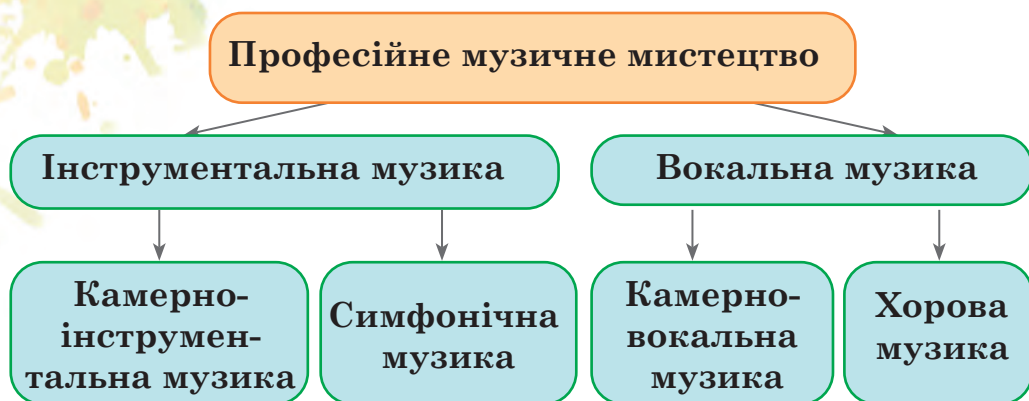 Професійне музичне мистецтво
Інструментальна музика
Вокальна музика
Камерно-
інструмен-
тальна музика
Симфонічна
музика
Камерно-
вокальна
музика
Хорова
музика